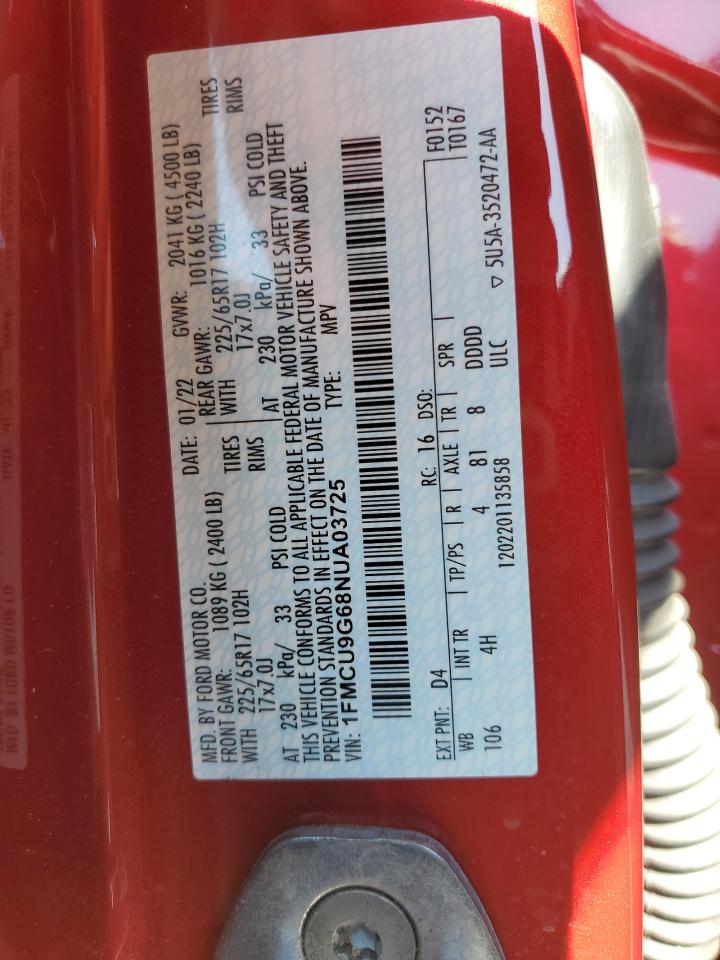 MFD. BY FORD MOTOR CO.
DATE: 01/22 GVWR: 2041 KG ( 4500 LB)
FRONT GAWR: 1089 KG ( 2400 LB) REAR GAWR: 1016 KG ( 2240 LB)
WITH 225/65R17 102H TIRES WITH 225/65R17 102H TIRES
17x7.0J RIMS 17x7.0J RIMS
AT 230 kPa/ 33 PSI COLD AT 230 kPa/ 33 PSI COLD
THIS VEHICLE CONFORMS TO ALL APPLICABLE FEDERAL MOTOR VEHICLE SAFETY AND THEFT
PREVENTION STANDARDS IN EFFECT ON THE DATE OF MANUFACTURE SHOWN ABOVE.
VIN: 1FMCU9G68NUA03725 TYPE: MPV
F0152
EXT PNT: D4 RC: 16 DSO: T0167
WB INT TR TP/PS R AXLE TR SPR
106 4H 4 81 8 DDDD
1202201135858 ULC ▽ 5U5A-3520472-AA